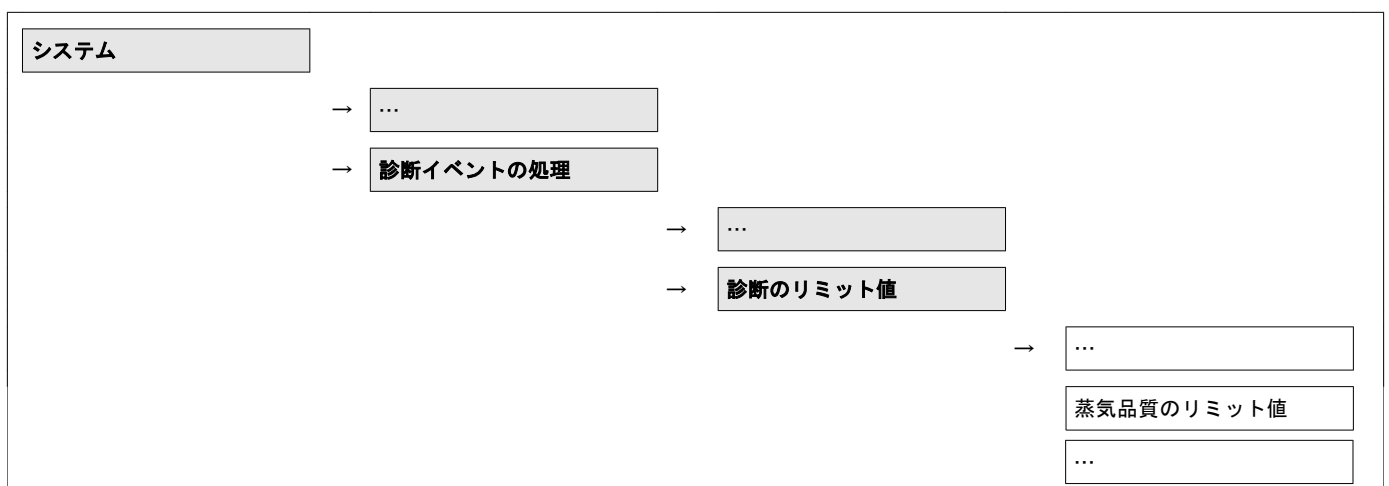 システム
→ …
→ 診断イベントの処理
→ …
→ 診断のリミット値
→ …
蒸気品質のリミット値
…